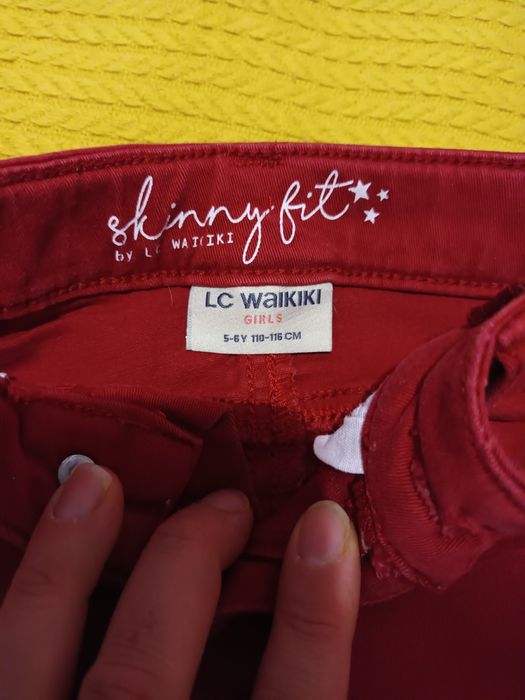 skinny fit
by LC WAIKIKI
LC WAIKIKI
GIRLS
5-6Y 110-116 CM